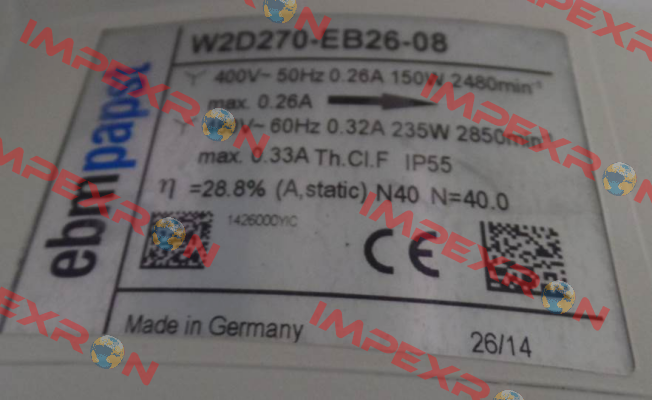 W2D270-EB26-08
400V~ 50Hz 0.26A 150W 2480min⁻¹
max. 0.26A
60Hz 0.32A 235W 2850min⁻¹
max. 0.33A Th.Cl.F IP55
η =28.8% (A,static) N40 N=40.0
1426000YIC
CE
ebmpapst
Made in Germany
26/14
IMPEXRON
IMPEXRON
IMPEXRON
IMPEXRON
IMPEXRON
IMPEXRON